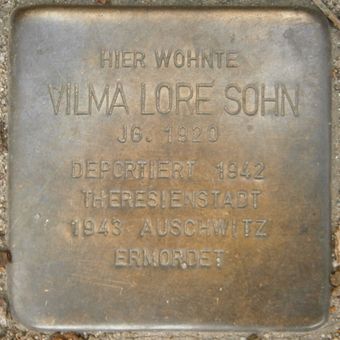 HIER WOHNTE
VILMA LORE SOHN
JG. 1920
DEPORTIERT 1942
THERESIENSTADT
1943 AUSCHWITZ
ERMORDET